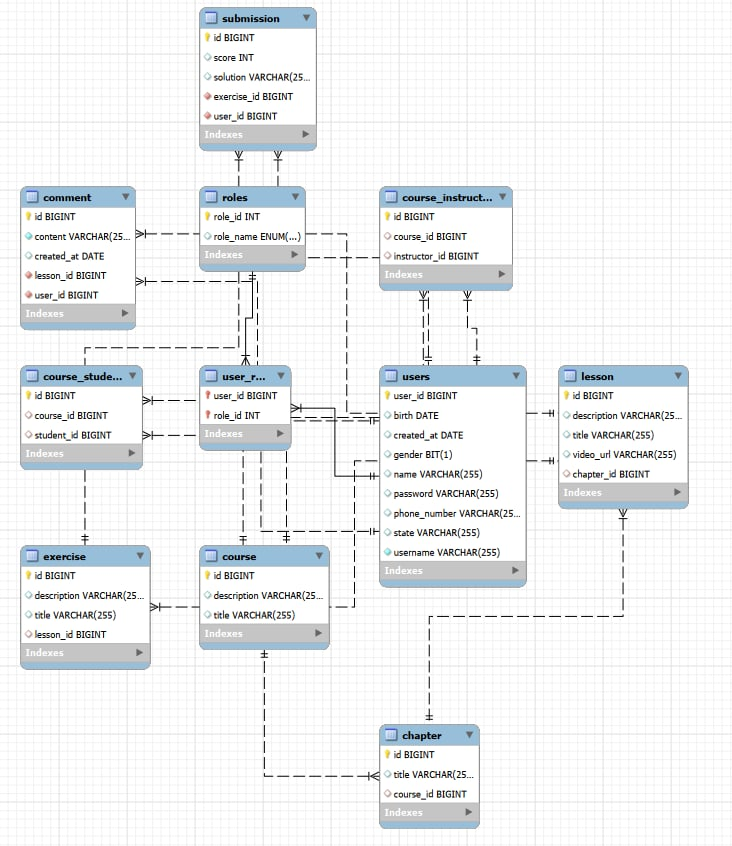 submission
id BIGINT
score INT
solution VARCHAR(25...
exercise_id BIGINT
user_id BIGINT
Indexes
comment
id BIGINT
content VARCHAR(25...
created_at DATE
lesson_id BIGINT
user_id BIGINT
Indexes
roles
role_id INT
role_name ENUM(...)
Indexes
course_instruct...
id BIGINT
course_id BIGINT
instructor_id BIGINT
Indexes
course_stude...
id BIGINT
course_id BIGINT
student_id BIGINT
Indexes
user_r...
user_id BIGINT
role_id INT
Indexes
users
user_id BIGINT
birth DATE
created_at DATE
gender BIT(1)
name VARCHAR(255)
password VARCHAR(255)
phone_number VARCHAR(25...
state VARCHAR(255)
username VARCHAR(255)
Indexes
lesson
id BIGINT
description VARCHAR(25...
title VARCHAR(255)
video_url VARCHAR(255)
chapter_id BIGINT
Indexes
exercise
id BIGINT
description VARCHAR(25...
title VARCHAR(255)
lesson_id BIGINT
Indexes
course
id BIGINT
description VARCHAR(25...
title VARCHAR(255)
Indexes
chapter
id BIGINT
title VARCHAR(25...
course_id BIGINT
Indexes